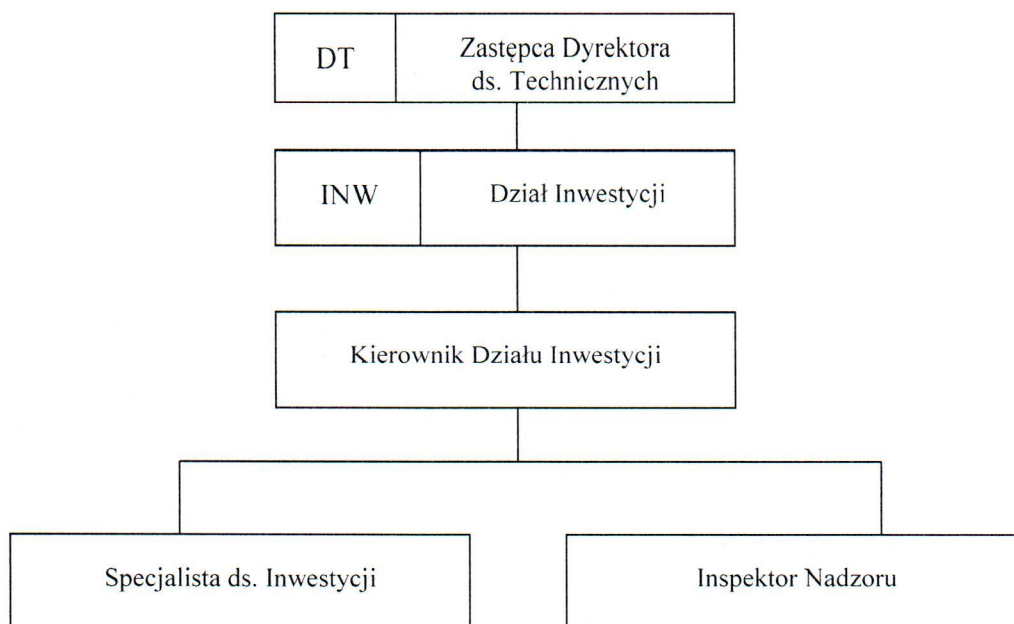 DT
Zastępca Dyrektora
ds. Technicznych
INW
Dział Inwestycji
Kierownik Działu Inwestycji
Specjalista ds. Inwestycji
Inspektor Nadzoru